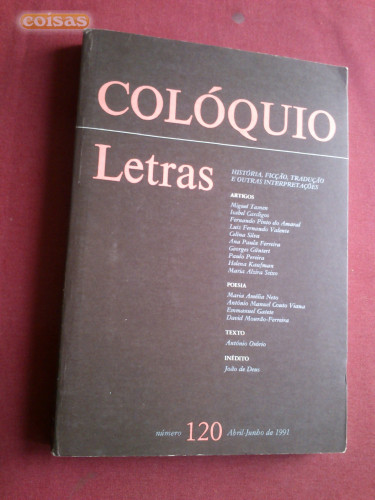 coisas
COLÓQUIO
Letras
HISTÓRIA, FICÇÃO, TRADUÇÃO
E OUTRAS INTERPRETAÇÕES
ARTIGOS
Miguel Tamen
Isabel Cardigos
Fernando Pinto do Amaral
Luiz Fernando Valente
Celina Silva
Ana Paula Ferreira
Georges Güntert
Paulo Pereira
Helena Kaufman
Maria Alzira Seixo
POESIA
Maria Amélia Neto
António Manuel Couto Viana
Emmanuel
David Mourão-Ferreira
TEXTO
António Osório
INÉDITO
João de Deus
número 120 Abril-Junho de 1991